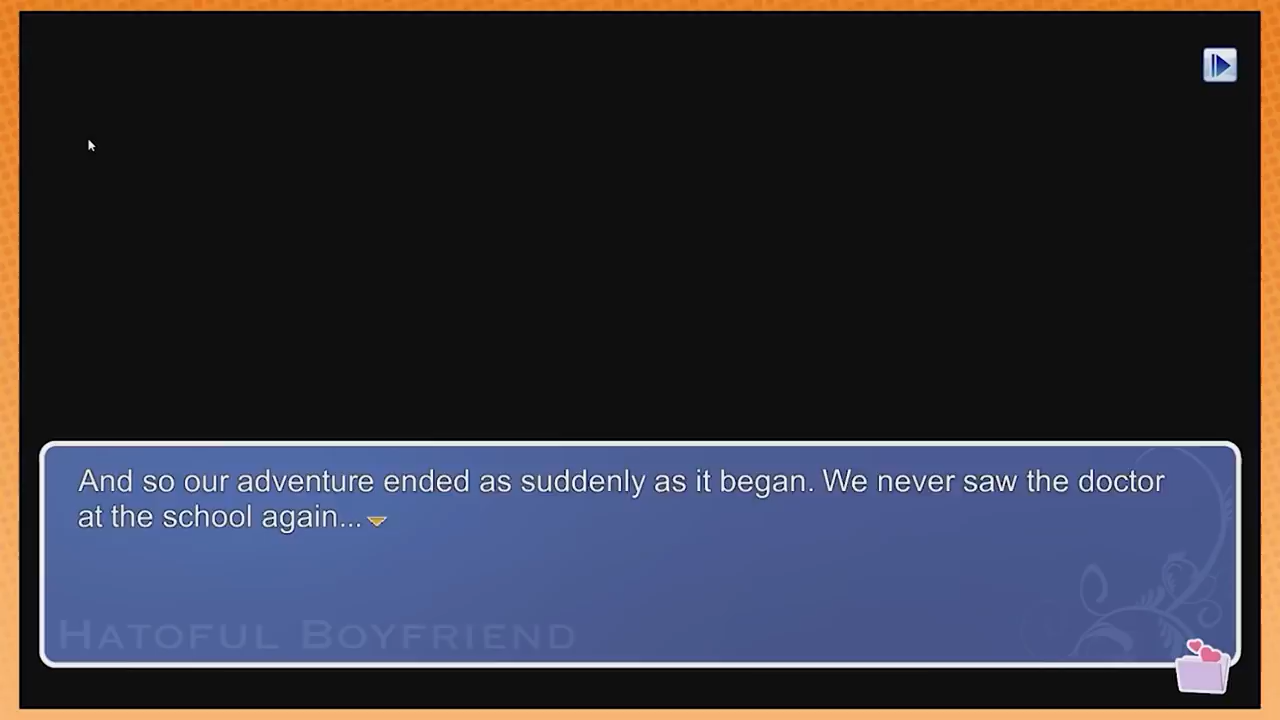 And so our adventure ended as suddenly as it began. We never saw the doctor
at the school again...
HATOFUL BOYFRIEND